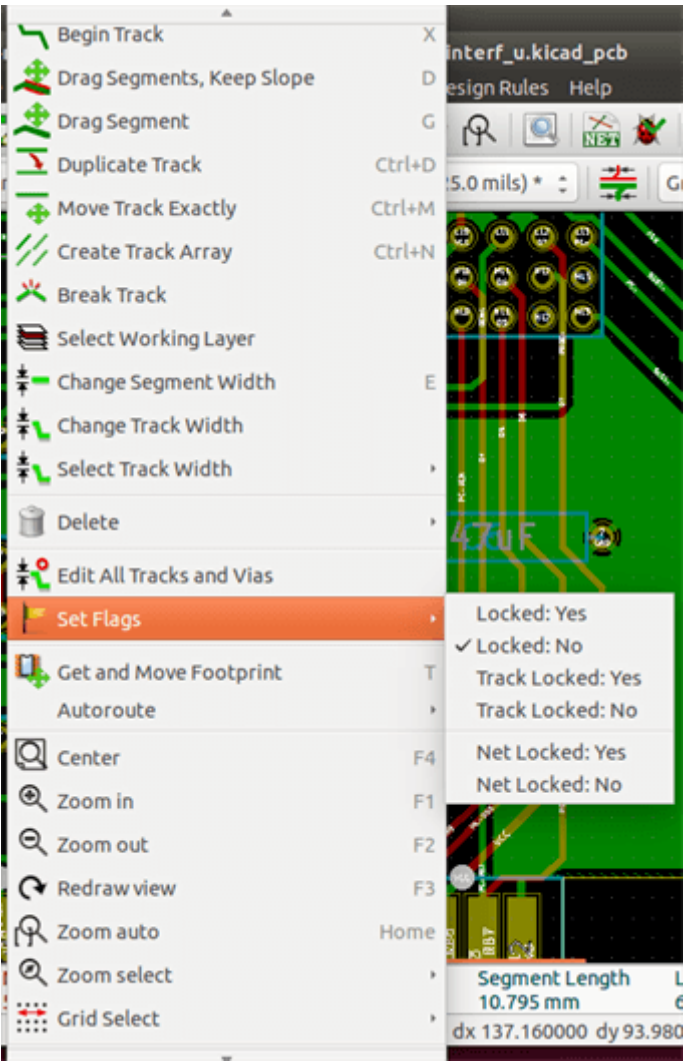 Begin Track X
Drag Segments, Keep Slope D
Drag Segment G
Duplicate Track Ctrl+D
Move Track Exactly Ctrl+M
Create Track Array Ctrl+N
Break Track
Select Working Layer
Change Segment Width E
Change Track Width
Select Track Width
Delete
Edit All Tracks and Vias
Set Flags
Get and Move Footprint T
Autoroute
Center F4
Zoom in F1
Zoom out F2
Redraw view F3
Zoom auto Home
Zoom select
Grid Select
interf_u.kicad_pcb
esign Rules Help
NET
5.0 mils) *
47uF
Locked: Yes
Locked: No
Track Locked: Yes
Track Locked: No
Net Locked: Yes
Net Locked: No
VCC
RB7
Segment Length
10.795 mm
dx 137.160000 dy 93.980